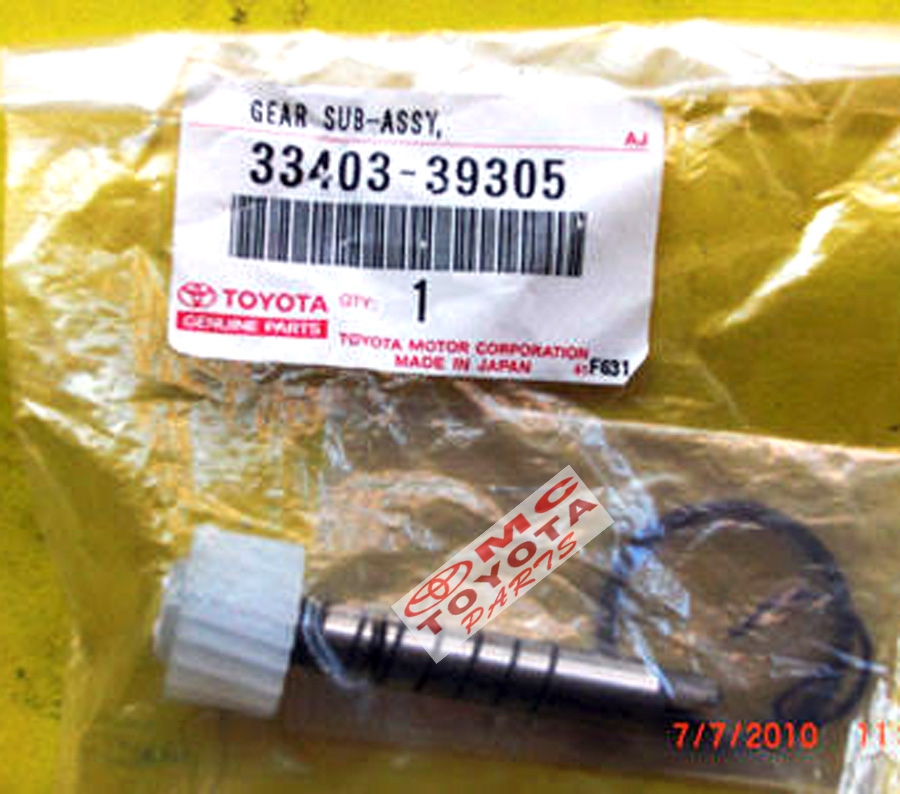 GEAR SUB-ASSY,
AJ
33403-39305
TOYOTA QTY: 1
GENUINE PARTS
TOYOTA MOTOR CORPORATION
MADE IN JAPAN
F631
MC
TOYOTA
PARTS
7/7/2010